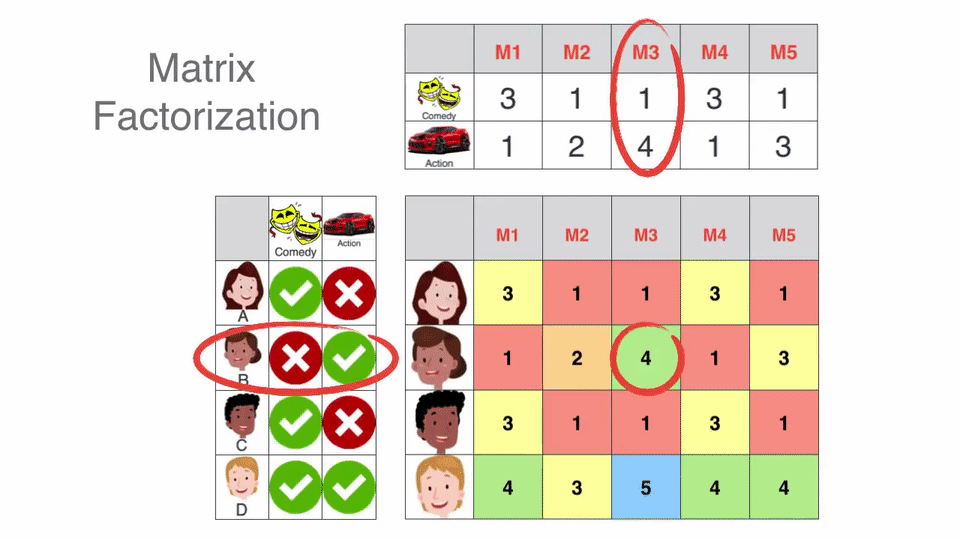 Matrix
Factorization
M1 M2 M3 M4 M5
Comedy 3 1 1 3 1
Action 1 2 4 1 3
Comedy Action
A
B
C
D
M1 M2 M3 M4 M5
3 1 1 3 1
1 2 4 1 3
3 1 1 3 1
4 3 5 4 4